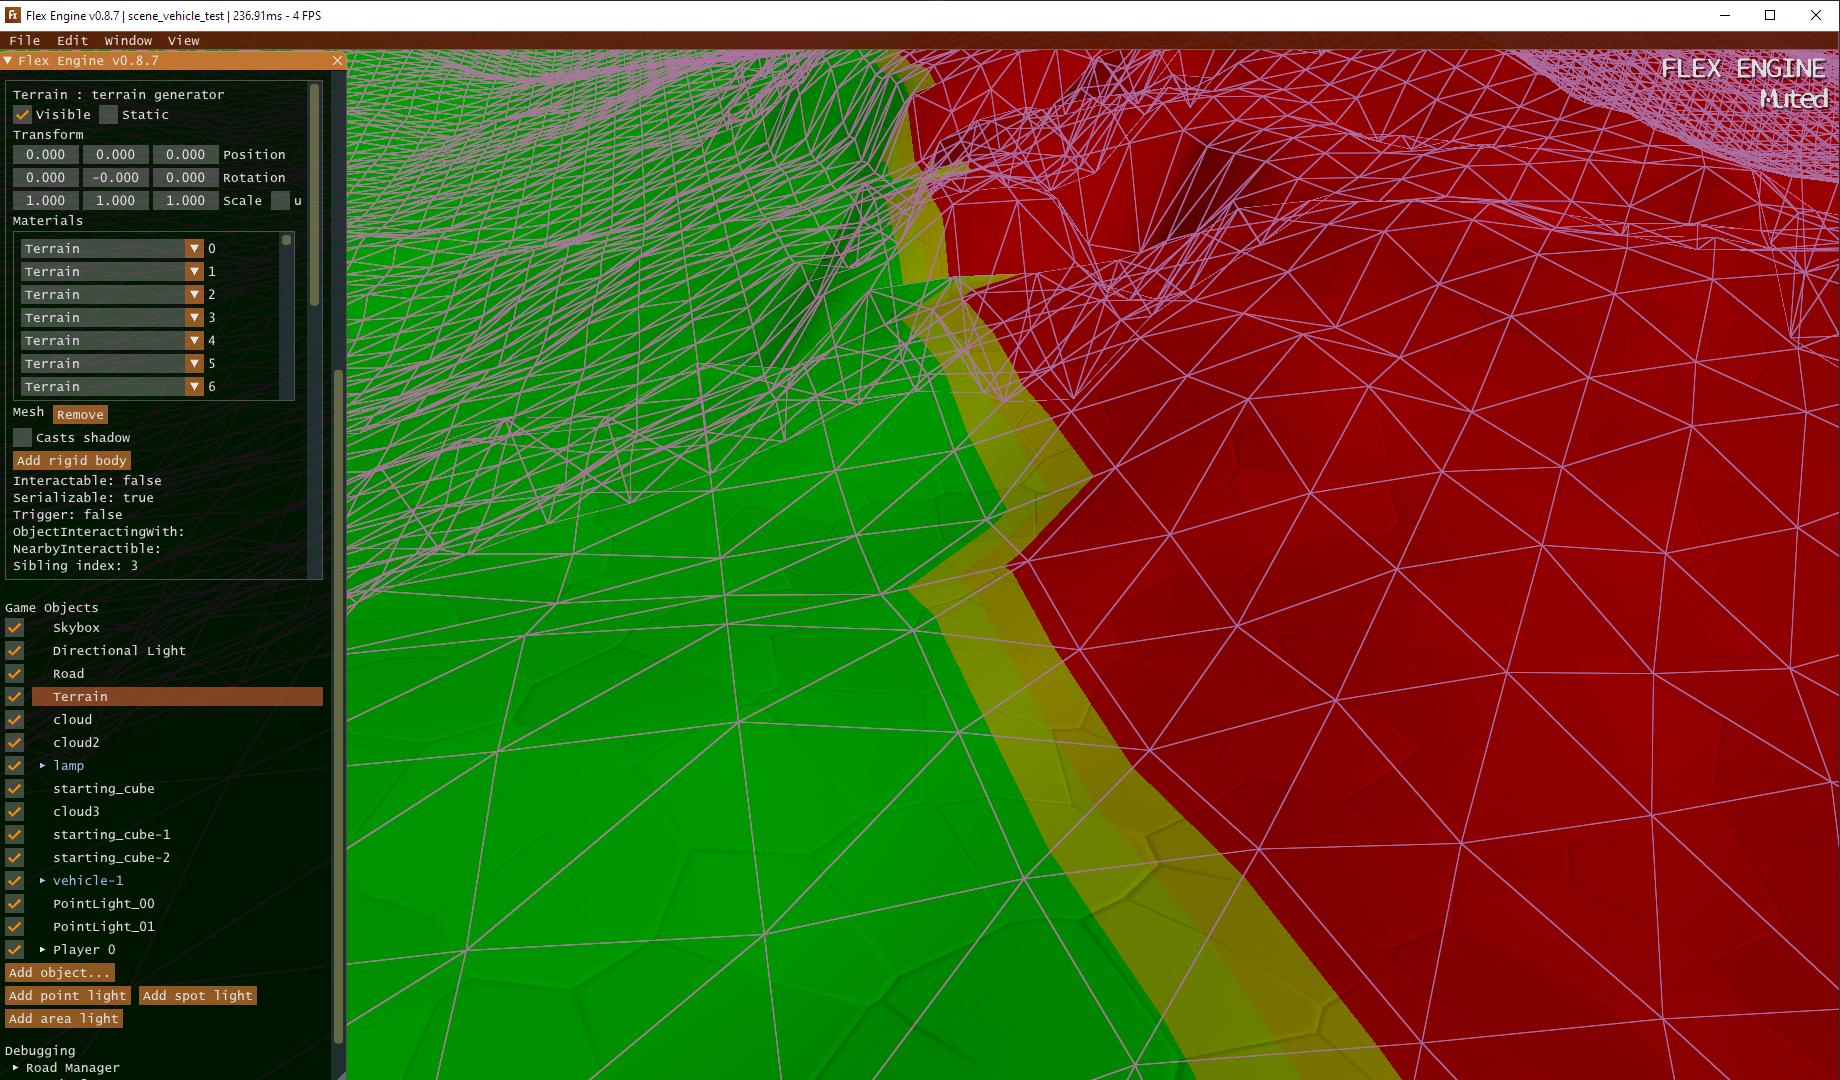 Flex Engine v0.8.7 | scene_vehicle_test | 236.91ms - 4 FPS
File Edit Window View
Flex Engine v0.8.7
FLEX ENGINE
Muted
Terrain : terrain generator
Visible Static
Transform
0.000 0.000 0.000 Position
0.000 -0.000 0.000 Rotation
1.000 1.000 1.000 Scale u
Materials
Terrain 0
Terrain 1
Terrain 2
Terrain 3
Terrain 4
Terrain 5
Terrain 6
Mesh Remove
Casts shadow
Add rigid body
Interactable: false
Serializable: true
Trigger: false
ObjectInteractingWith:
NearbyInteractible:
Sibling index: 3
Game Objects
Skybox
Directional Light
Road
Terrain
cloud
cloud2
lamp
starting_cube
cloud3
starting_cube-1
starting_cube-2
vehicle-1
PointLight_00
PointLight_01
Player 0
Add object...
Add point light Add spot light
Add area light
Debugging
Road Manager